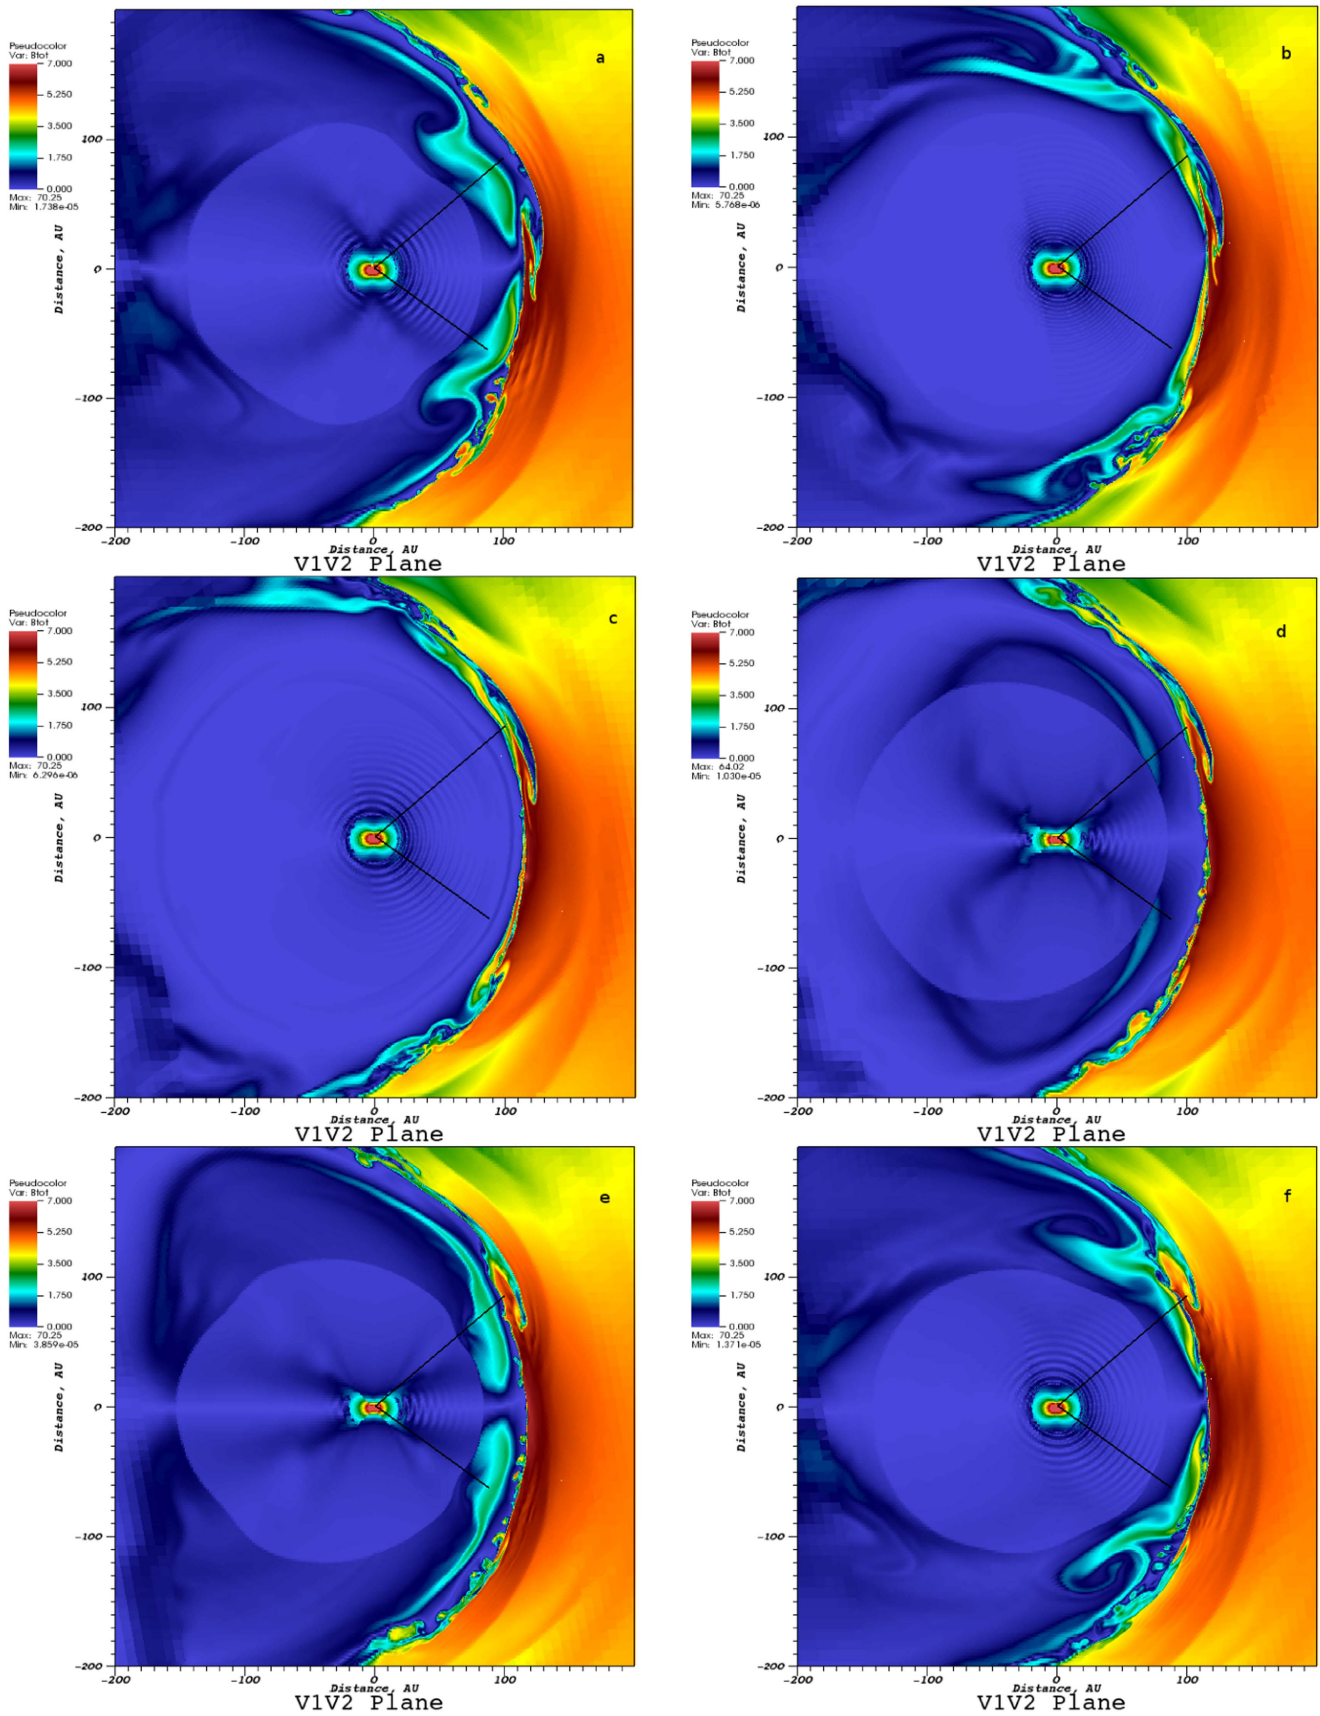 a
Pseudocolor
Var: Btot
7.000
5.250
3.500
1.750
0.000
Max: 70.25
Min: 1.738e-05
Distance, AU
100
0
-100
-200
-200 -100 0 100
Distance, AU
V1V2 Plane
b
Pseudocolor
Var: Btot
7.000
5.250
3.500
1.750
0.000
Max: 70.25
Min: 5.768e-06
Distance, AU
100
0
-100
-200
-200 -100 0 100
Distance, AU
V1V2 Plane
c
Pseudocolor
Var: Btot
7.000
5.250
3.500
1.750
0.000
Max: 70.25
Min: 6.296e-06
Distance, AU
100
0
-100
-200
-200 -100 0 100
Distance, AU
V1V2 Plane
d
Pseudocolor
Var: Btot
7.000
5.250
3.500
1.750
0.000
Max: 64.02
Min: 1.030e-05
Distance, AU
100
0
-100
-200
-200 -100 0 100
Distance, AU
V1V2 Plane
e
Pseudocolor
Var: Btot
7.000
5.250
3.500
1.750
0.000
Max: 70.25
Min: 3.859e-05
Distance, AU
100
0
-100
-200
-200 -100 0 100
Distance, AU
V1V2 Plane
f
Pseudocolor
Var: Btot
7.000
5.250
3.500
1.750
0.000
Max: 70.25
Min: 1.371e-05
Distance, AU
100
0
-100
-200
-200 -100 0 100
Distance, AU
V1V2 Plane